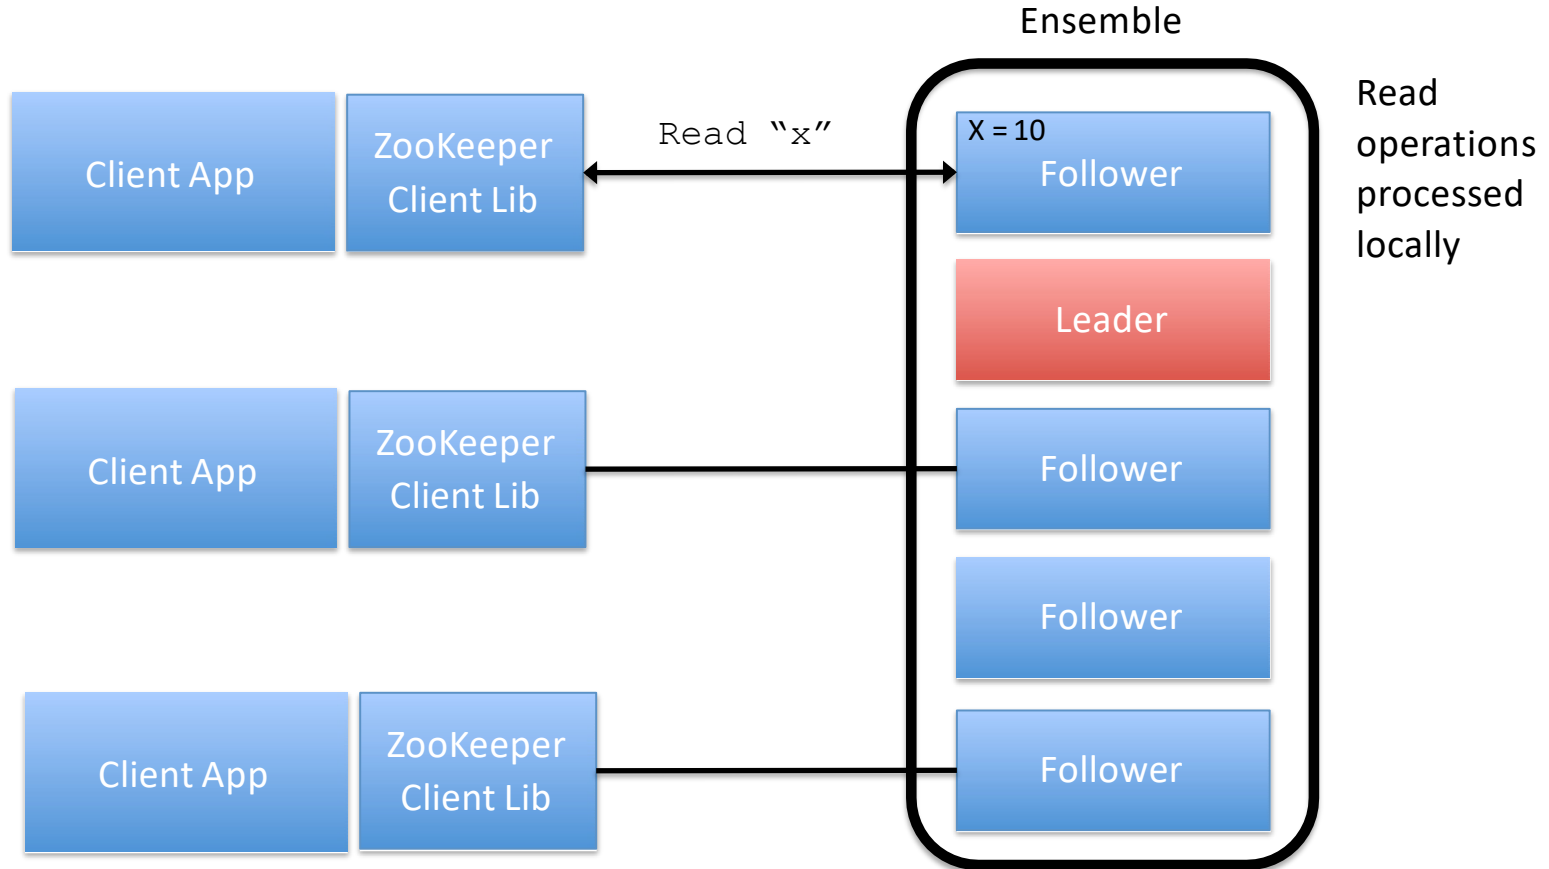 Ensemble
Client App
ZooKeeper
Client Lib
Read “x”
X = 10
Follower
Read
operations
processed
locally
Leader
Client App
ZooKeeper
Client Lib
Follower
Follower
Client App
ZooKeeper
Client Lib
Follower